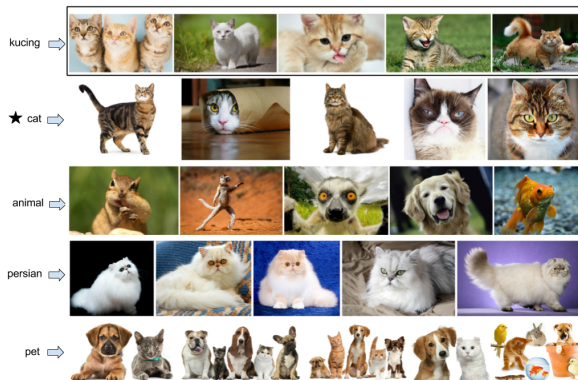 kucing
★ cat
animal
persian
pet